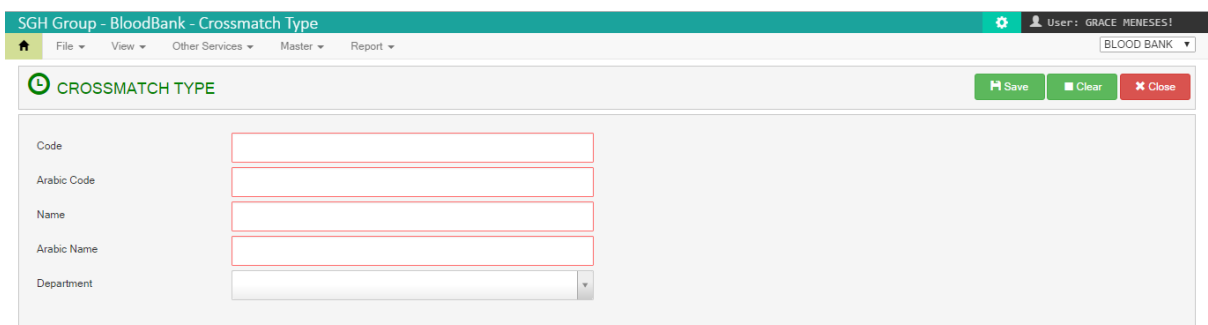 SGH Group - BloodBank - Crossmatch Type User: GRACE MENESES!
File View Other Services Master Report BLOOD BANK
CROSSMATCH TYPE Save Clear Close
Code
Arabic Code
Name
Arabic Name
Department